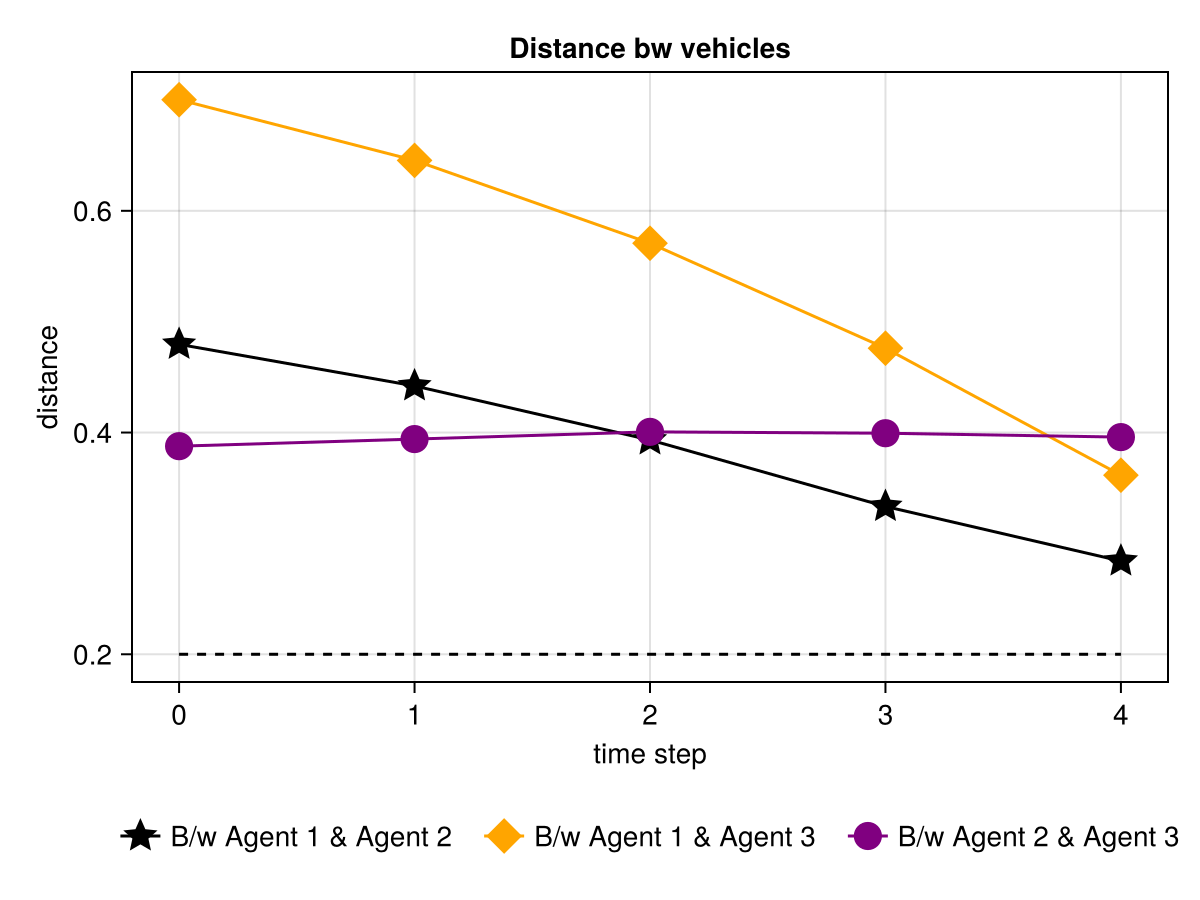 Distance bw vehicles
0.6
0.4
0.2
distance
0 1 2 3 4
time step
B/w Agent 1 & Agent 2 B/w Agent 1 & Agent 3 B/w Agent 2 & Agent 3